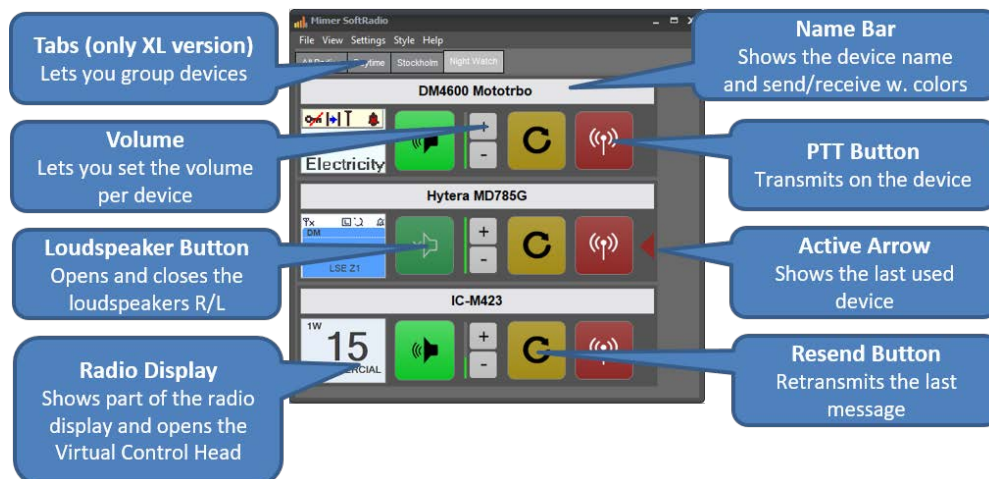 Mimer SoftRadio
File View Settings Style Help
Stockholm Night Watch
Tabs (only XL version)
Lets you group devices
Name Bar
Shows the device name
and send/receive w. colors
DM4600 Mototrbo
Electricity
+
-
Volume
Lets you set the volume
per device
PTT Button
Transmits on the device
Hytera MD785G
Tx
DM
LSE Z1
+
-
Loudspeaker Button
Opens and closes the
loudspeakers R/L
Active Arrow
Shows the last used
device
IC-M423
1W
15
+
-
Radio Display
Shows part of the radio
display and opens the
Virtual Control Head
Resend Button
Retransmits the last
message